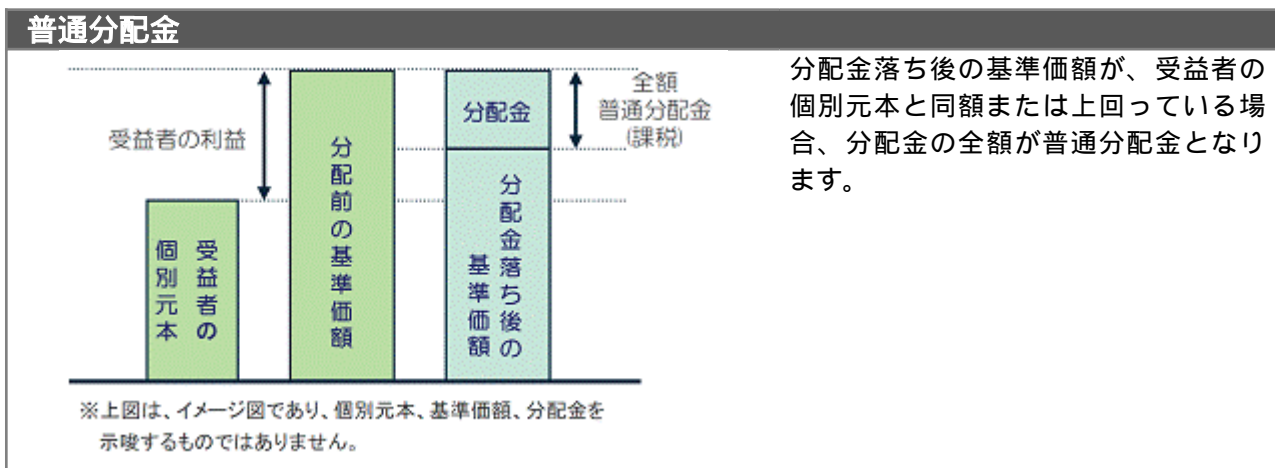 普通分配金
受益者の利益
受益者の
個別元本
分配前の基準価額
分配金
分配金落ち後の
基準価額
全額
普通分配金
(課税)
※上図は、イメージ図であり、個別元本、基準価額、分配金を
示唆するものではありません。
分配金落ち後の基準価額が、受益者の
個別元本と同額または上回っている場
合、分配金の全額が普通分配金となり
ます。